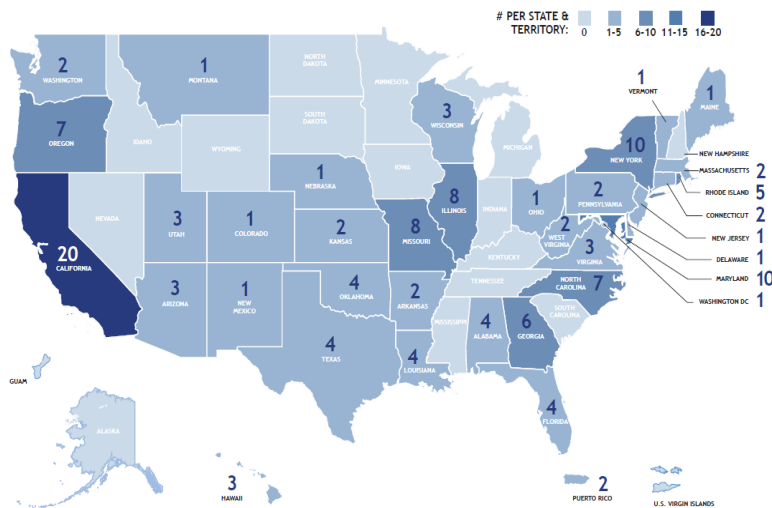 # PER STATE &
TERRITORY:
0
1-5
6-10
11-15
16-20
2
WASHINGTON
1
MONTANA
NORTH
DAKOTA
MINNESOTA
7
OREGON
IDAHO
SOUTH
DAKOTA
3
WISCONSIN
MICHIGAN
1
VERMONT
1
MAINE
WYOMING
10
NEW YORK
NEW HAMPSHIRE
MASSACHUSETTS
2
RHODE ISLAND
5
CONNECTICUT
2
NEW JERSEY
1
DELAWARE
1
MARYLAND
10
WASHINGTON DC
1
1
NEBRASKA
IOWA
8
ILLINOIS
INDIANA
1
OHIO
2
PENNSYLVANIA
NEVADA
20
CALIFORNIA
3
UTAH
1
COLORADO
2
KANSAS
8
MISSOURI
2
WEST
VIRGINIA
3
VIRGINIA
KENTUCKY
3
ARIZONA
1
NEW
MEXICO
4
OKLAHOMA
2
ARKANSAS
TENNESSEE
NORTH
CAROLINA
7
SOUTH
CAROLINA
MISSISSIPPI
4
ALABAMA
6
GEORGIA
4
TEXAS
4
LOUISIANA
4
FLORIDA
GUAM
ALASKA
3
HAWAII
2
PUERTO RICO
U.S. VIRGIN ISLANDS